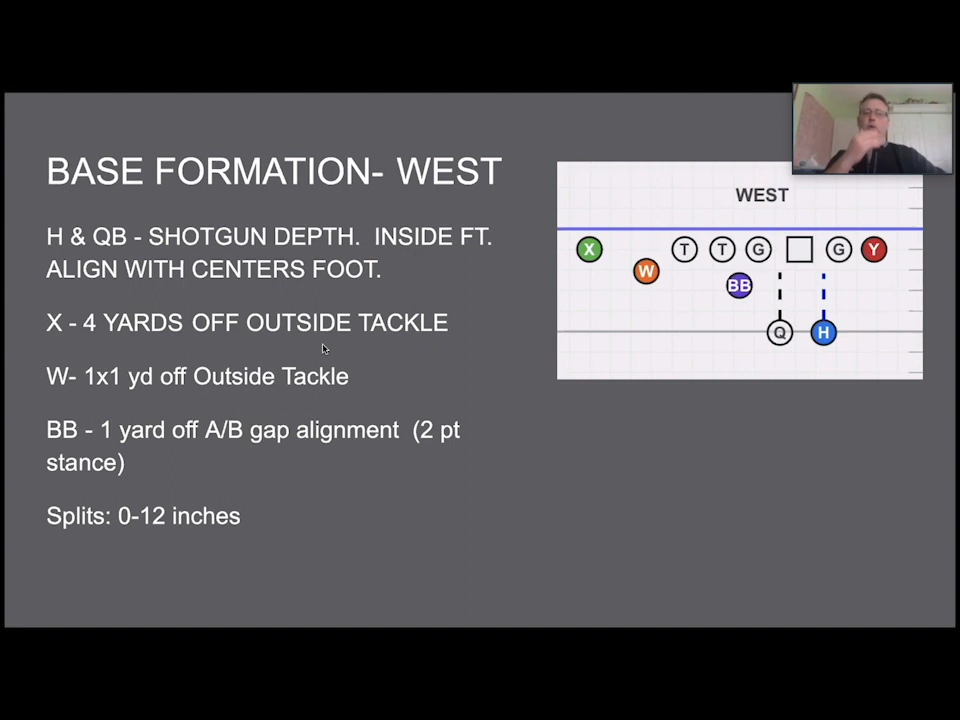 BASE FORMATION- WEST
H & QB - SHOTGUN DEPTH. INSIDE FT.
ALIGN WITH CENTERS FOOT.
X - 4 YARDS OFF OUTSIDE TACKLE
W- 1x1 yd off Outside Tackle
BB - 1 yard off A/B gap alignment (2 pt
stance)
Splits: 0-12 inches
WEST
X W T T G G Y
BB
Q H